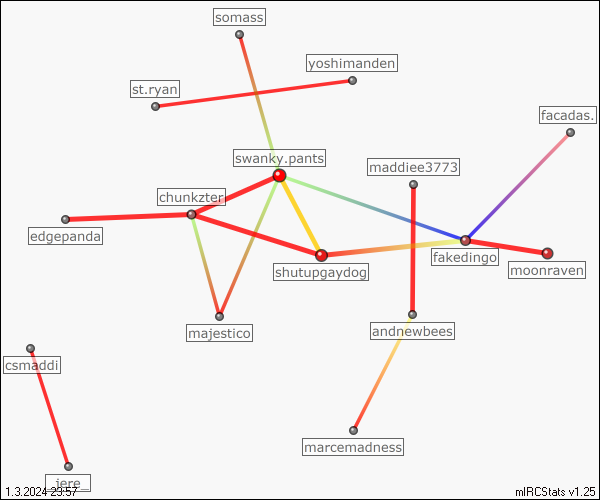 somass
yoshimanden
st.ryan
facadas.
swanky.pants
maddiee3773
chunkzter
edgepanda
fakedingo
shutupgaydog
moonraven
majestico
andnewbees
csmaddi
marcemadness
_jere_
1.3.2024 23:57
mIRCStats v1.25